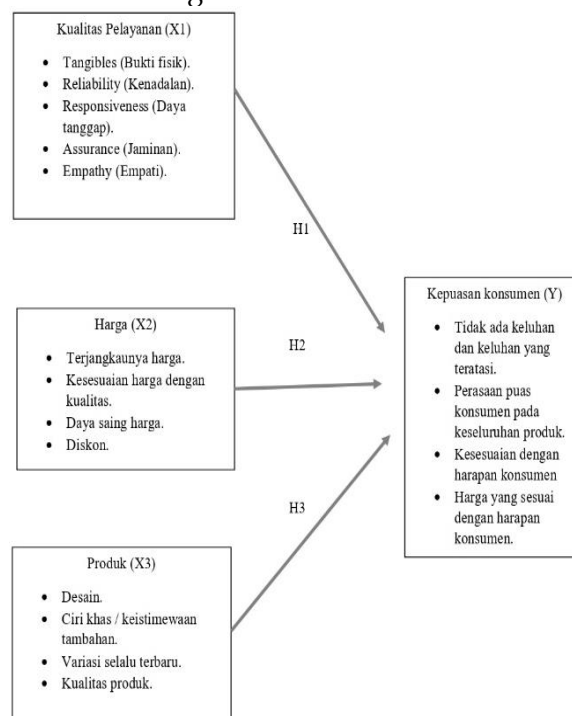 Kualitas Pelayanan (X1)
• Tangibles (Bukti fisik).
• Reliability (Kenadalan).
• Responsiveness (Daya
tanggap).
• Assurance (Jaminan).
• Empathy (Empati).
H1
Harga (X2)
• Terjangkaunya harga.
• Kesesuaian harga dengan
kualitas.
• Daya saing harga.
• Diskon.
H2
Produk (X3)
• Desain.
• Ciri khas / keistimewaan
tambahan.
• Variasi selalu terbaru.
• Kualitas produk.
H3
Kepuasan konsumen (Y)
• Tidak ada keluhan
dan keluhan yang
teratasi.
• Perasaan puas
konsumen pada
keseluruhan produk.
• Kesesuaian dengan
harapan konsumen
• Harga yang sesuai
dengan harapan
konsumen.